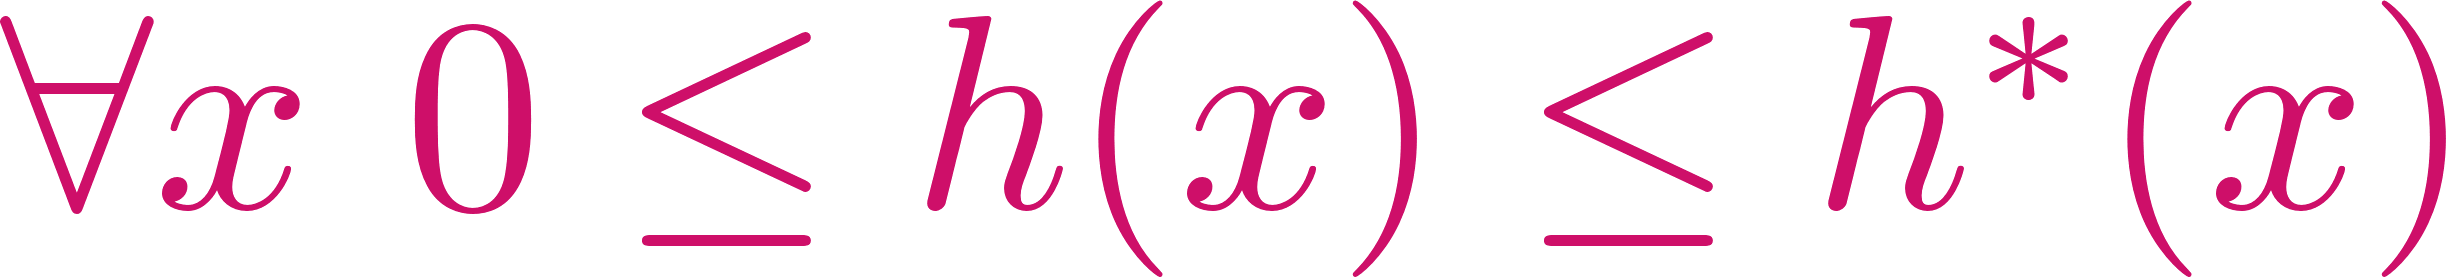 ∀x 0 ≤ h(x) ≤ h*(x)